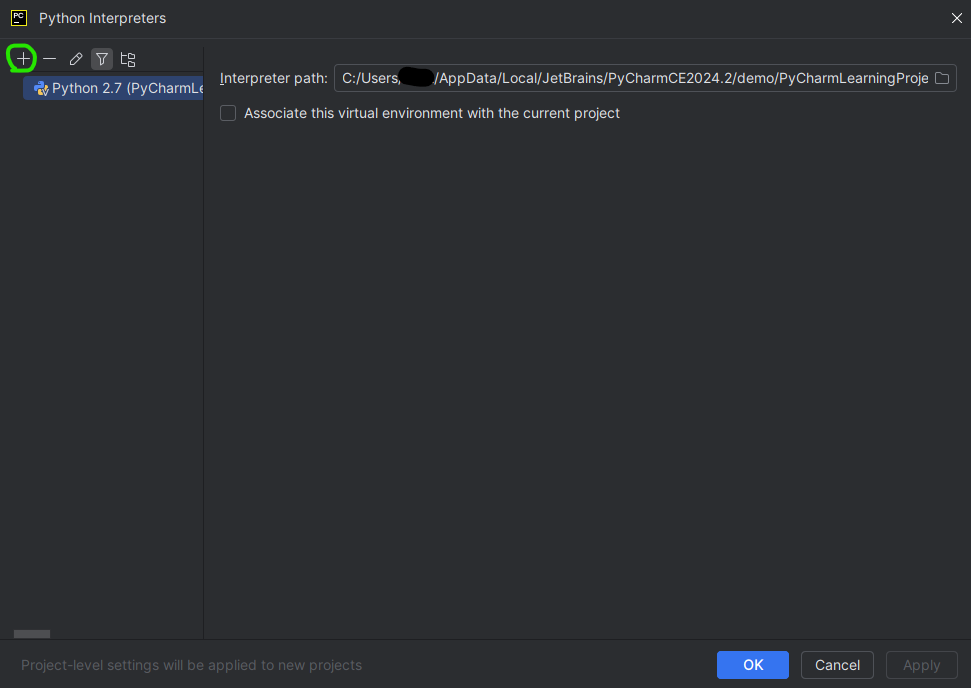 PC Python Interpreters
Interpreter path: C:/Users/ /AppData/Local/JetBrains/PyCharmCE2024.2/demo/PyCharmLearningProje
Python 2.7 (PyCharmLe
Associate this virtual environment with the current project
Project-level settings will be applied to new projects
OK Cancel Apply